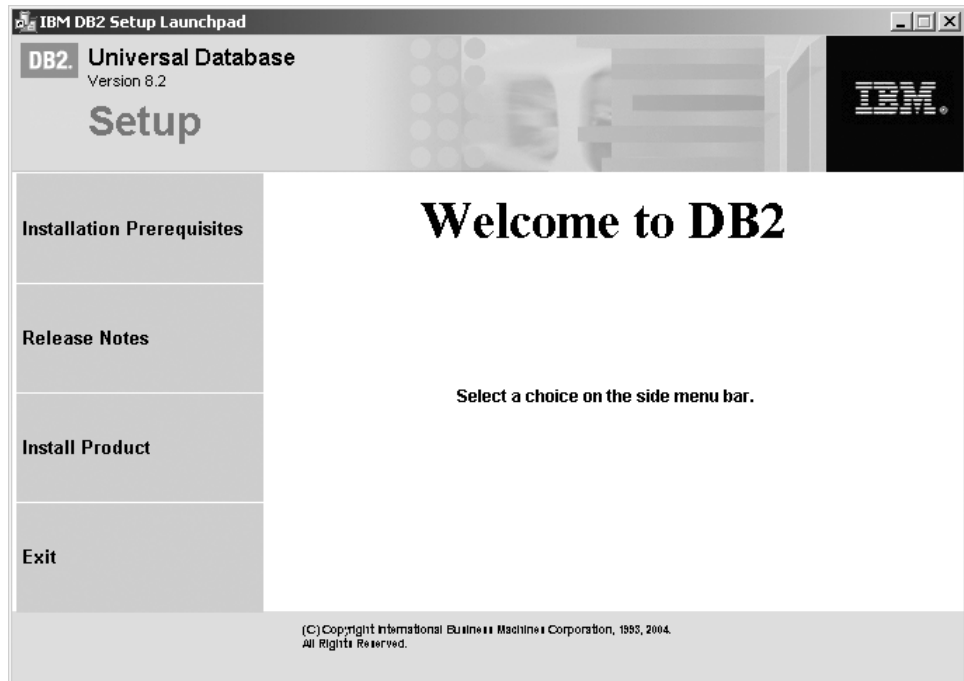 IBM DB2 Setup Launchpad
DB2. Universal Database
Version 8.2
Setup
IBM.
Installation Prerequisites
Release Notes
Install Product
Exit
Welcome to DB2
Select a choice on the side menu bar.
(C) Copyright International Business Machines Corporation, 1993, 2004.
All Rights Reserved.